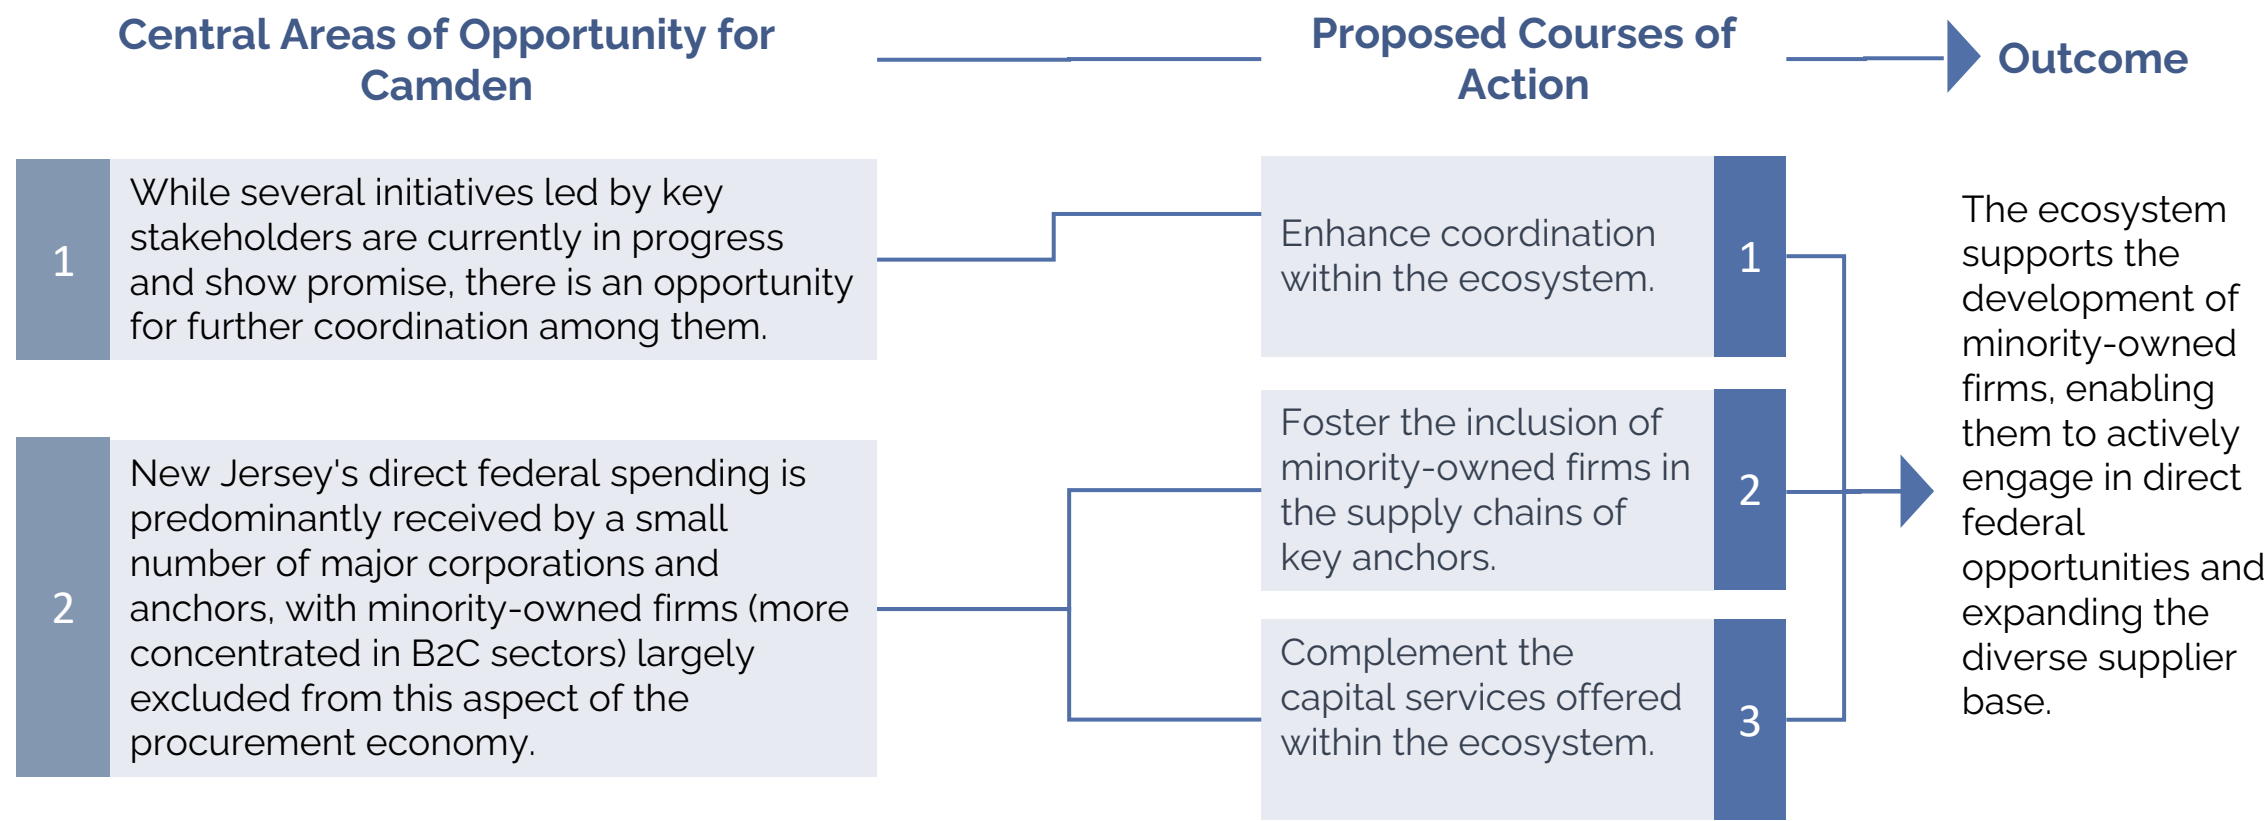 Central Areas of Opportunity for
Camden
Proposed Courses of
Action
Outcome
1
While several initiatives led by key
stakeholders are currently in progress
and show promise, there is an opportunity
for further coordination among them.
2
New Jersey's direct federal spending is
predominantly received by a small
number of major corporations and
anchors, with minority-owned firms (more
concentrated in B2C sectors) largely
excluded from this aspect of the
procurement economy.
Enhance coordination
within the ecosystem.
1
Foster the inclusion of
minority-owned firms in
the supply chains of
key anchors.
2
Complement the
capital services offered
within the ecosystem.
3
The ecosystem
supports the
development of
minority-owned
firms, enabling
them to actively
engage in direct
federal
opportunities and
expanding the
diverse supplier
base.